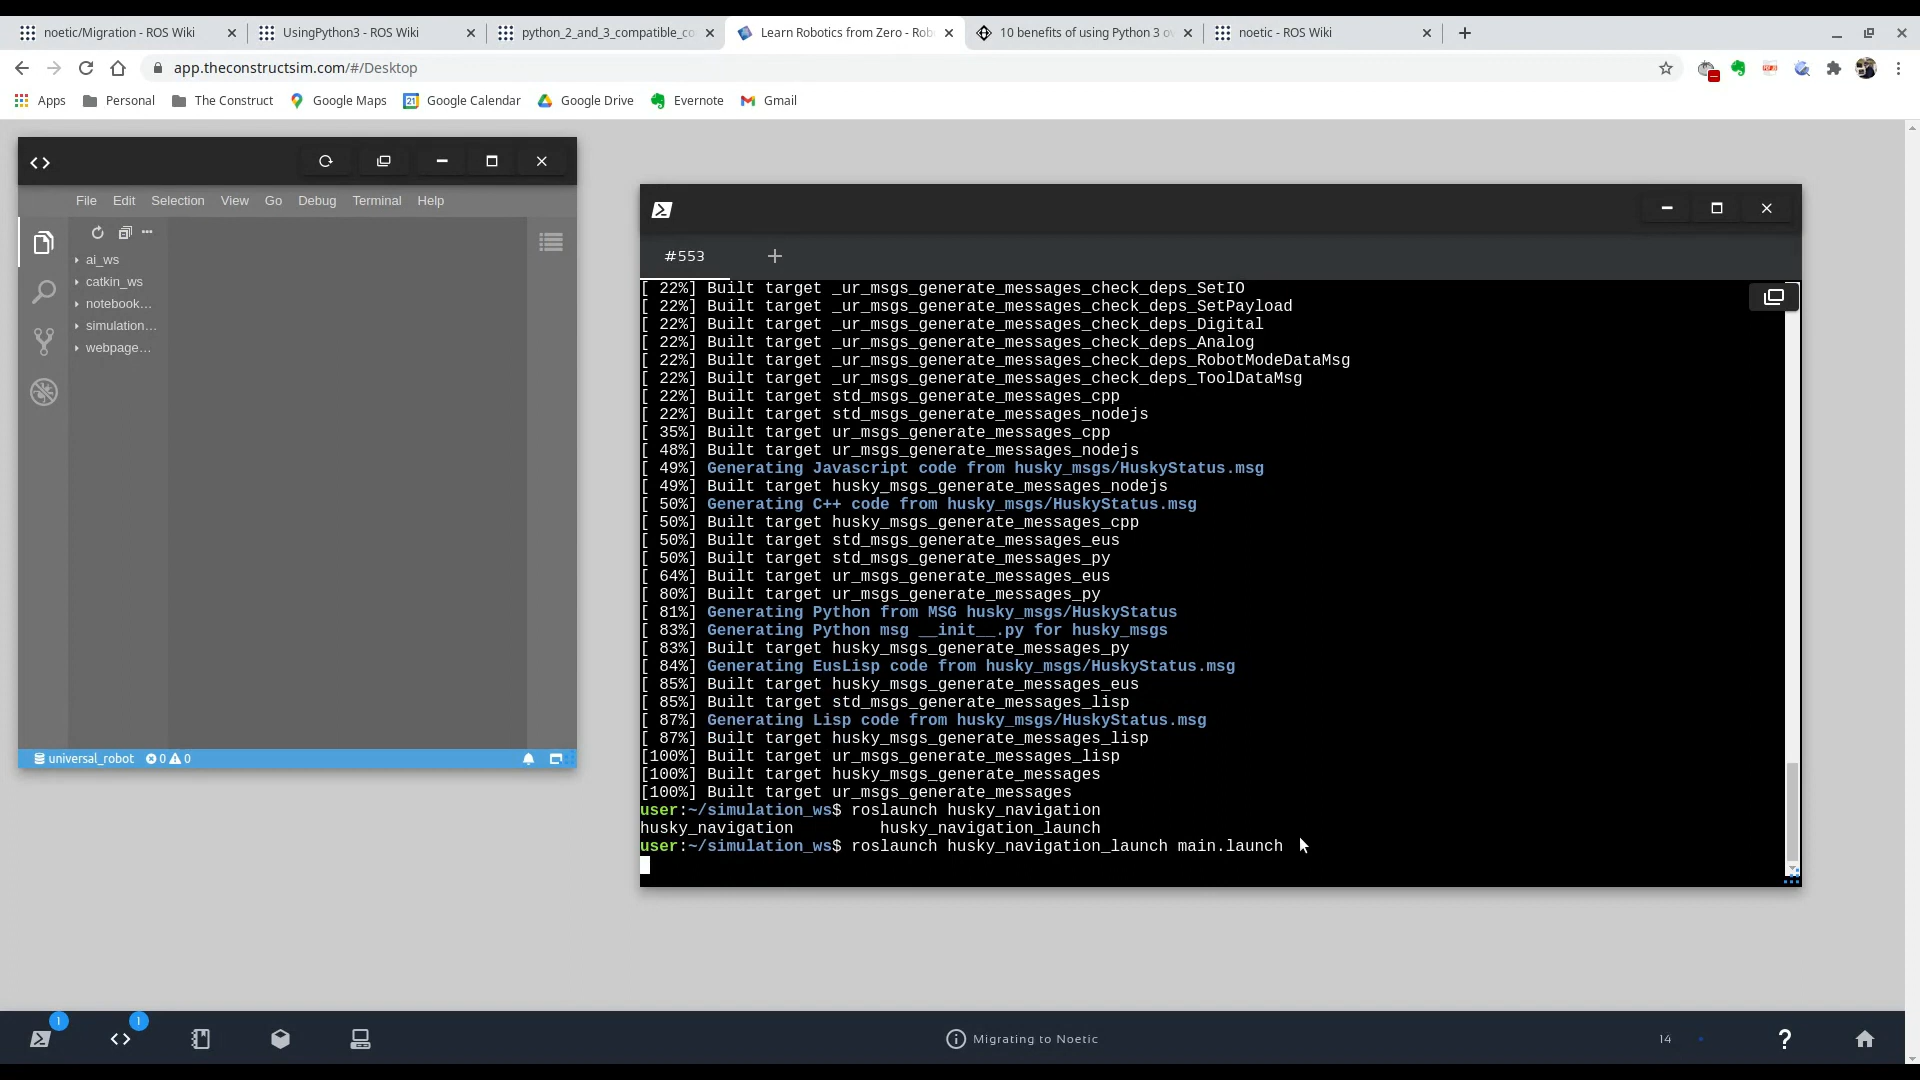 noetic/Migration - ROS Wiki
UsingPython3 - ROS Wiki
python_2_and_3_compatible_co
Learn Robotics from Zero - Rob
10 benefits of using Python 3 o
noetic - ROS Wiki
app.theconstructsim.com/#/Desktop
Apps Personal The Construct Google Maps Google Calendar Google Drive Evernote Gmail
File Edit Selection View Go Debug Terminal Help
ai_ws
catkin_ws
notebook...
simulation...
webpage...
universal_robot 0 0
#553
[ 22%] Built target _ur_msgs_generate_messages_check_deps_SetIO
[ 22%] Built target _ur_msgs_generate_messages_check_deps_SetPayload
[ 22%] Built target _ur_msgs_generate_messages_check_deps_Digital
[ 22%] Built target _ur_msgs_generate_messages_check_deps_Analog
[ 22%] Built target _ur_msgs_generate_messages_check_deps_RobotModeDataMsg
[ 22%] Built target _ur_msgs_generate_messages_check_deps_ToolDataMsg
[ 22%] Built target std_msgs_generate_messages_cpp
[ 22%] Built target std_msgs_generate_messages_nodejs
[ 35%] Built target ur_msgs_generate_messages_cpp
[ 48%] Built target ur_msgs_generate_messages_nodejs
[ 49%] Generating Javascript code from husky_msgs/HuskyStatus.msg
[ 49%] Built target husky_msgs_generate_messages_nodejs
[ 50%] Generating C++ code from husky_msgs/HuskyStatus.msg
[ 50%] Built target husky_msgs_generate_messages_cpp
[ 50%] Built target std_msgs_generate_messages_eus
[ 50%] Built target std_msgs_generate_messages_py
[ 64%] Built target ur_msgs_generate_messages_eus
[ 80%] Built target ur_msgs_generate_messages_py
[ 81%] Generating Python from MSG husky_msgs/HuskyStatus
[ 83%] Generating Python msg __init__.py for husky_msgs
[ 83%] Built target husky_msgs_generate_messages_py
[ 84%] Generating EusLisp code from husky_msgs/HuskyStatus.msg
[ 85%] Built target husky_msgs_generate_messages_eus
[ 85%] Built target std_msgs_generate_messages_lisp
[ 87%] Generating Lisp code from husky_msgs/HuskyStatus.msg
[ 87%] Built target husky_msgs_generate_messages_lisp
[100%] Built target ur_msgs_generate_messages_lisp
[100%] Built target husky_msgs_generate_messages
[100%] Built target ur_msgs_generate_messages
user:~/simulation_ws$ roslaunch husky_navigation
husky_navigation husky_navigation_launch
user:~/simulation_ws$ roslaunch husky_navigation_launch main.launch
1 1
Migrating to Noetic
14